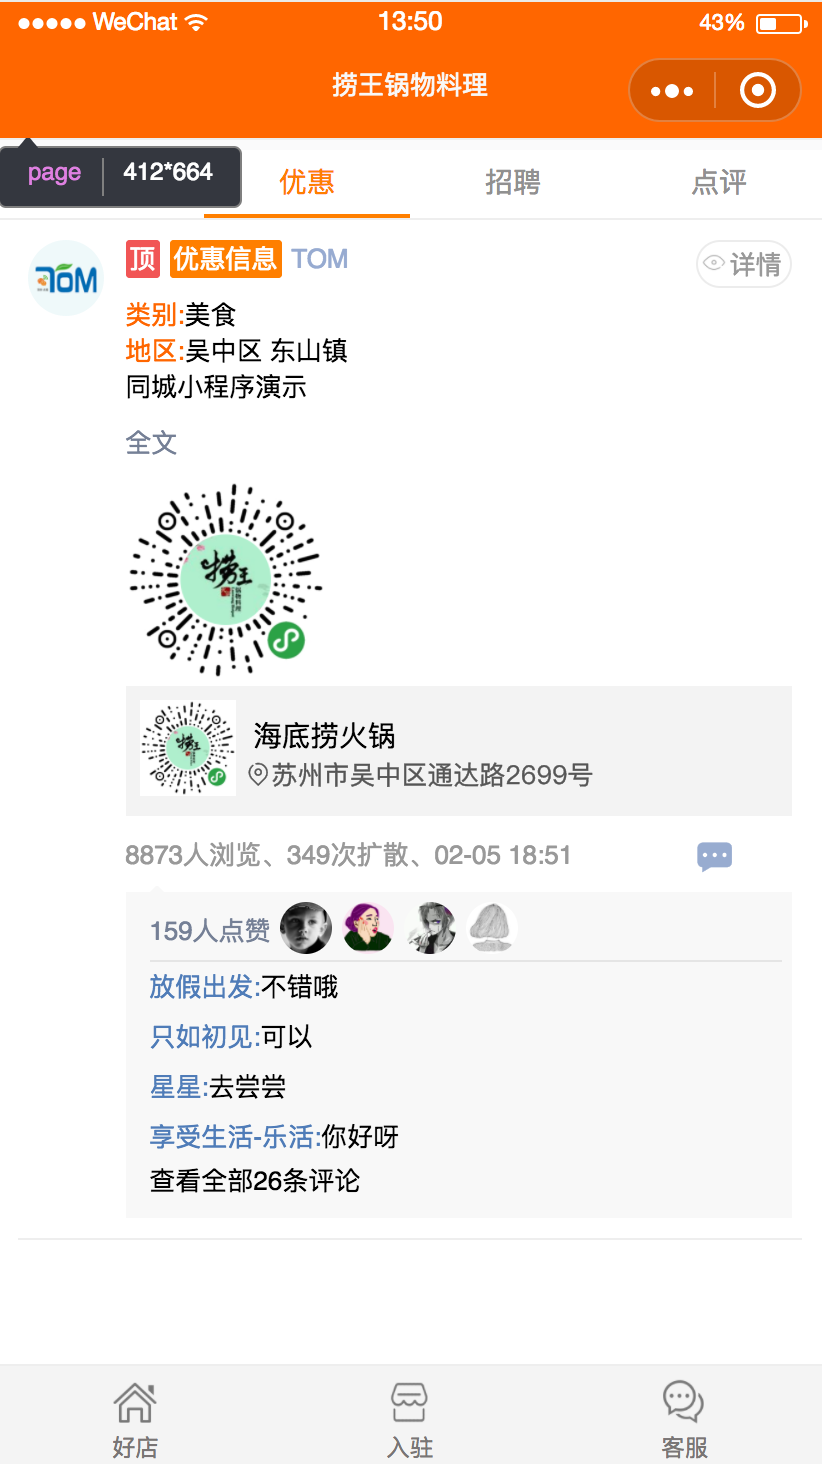 WeChat 13:50 43%
捞王锅物料理
page 412*664
优惠 招聘 点评
TOM
顶 优惠信息 TOM 详情
类别:美食
地区:吴中区 东山镇
同城小程序演示
全文
捞王
锅物料理
捞王
海底捞火锅
苏州市吴中区通达路2699号
8873人浏览、349次扩散、02-05 18:51
159人点赞
放假出发:不错哦
只如初见:可以
星星:去尝尝
享受生活-乐活:你好呀
查看全部26条评论
好店 入驻 客服